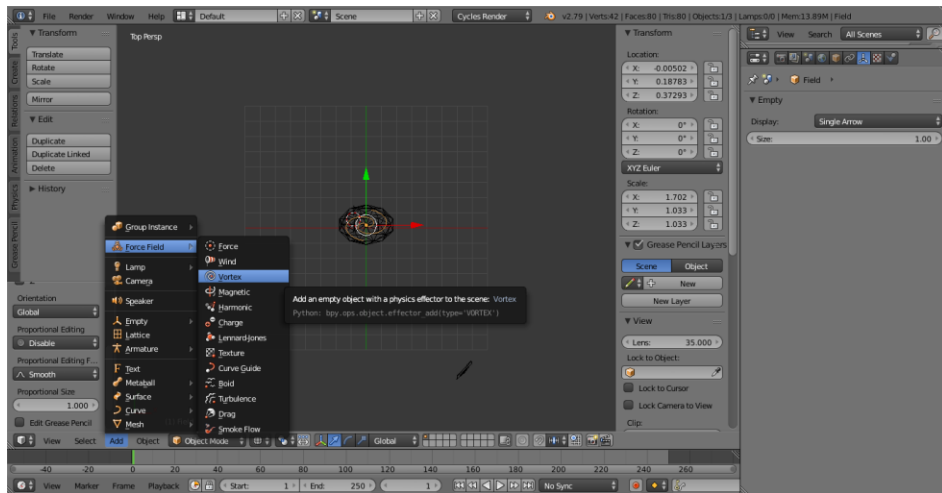 File Render Window Help Default Scene Cycles Render v2.79 | Verts:42 | Faces:80 | Tris:80 | Objects:1/3 | Lamps:0/0 | Mem:13.89M | Field
Tools
Create
Relations
Animation
Physics
Grease Pencil
Transform
Translate
Rotate
Scale
Mirror
Edit
Duplicate
Duplicate Linked
Delete
History
Orientation
Global
Proportional Editing
Disable
Proportional Editing F...
Smooth
Proportional Size
1.000
Edit Grease Pencil
Top Persp
Group Instance
Force Field
Lamp
Camera
Speaker
Empty
Lattice
Armature
Text
Metaball
Surface
Curve
Mesh
Force
Wind
Vortex
Magnetic
Harmonic
Charge
Lennard-Jones
Texture
Curve Guide
Boid
Turbulence
Drag
Smoke Flow
Add an empty object with a physics effector to the scene: Vortex
Python: bpy.ops.object.effector_add(type='VORTEX')
Transform
Location:
X: -0.00502
Y: 0.18783
Z: 0.37293
Rotation:
X: 0°
Y: 0°
Z: 0°
XYZ Euler
Scale:
X: 1.702
Y: 1.033
Z: 1.033
Grease Pencil Layers
Scene Object
New
New Layer
View
Lens: 35.000
Lock to Object:
Lock to Cursor
Lock Camera to View
Clip:
View Search All Scenes
Field
Empty
Display: Single Arrow
Size: 1.00
View Select Add Object Object Mode Global
-40 -20 0 20 40 60 80 100 120 140 160 180 200 220 240 260
View Marker Frame Playback Start: 1 End: 250 1 No Sync